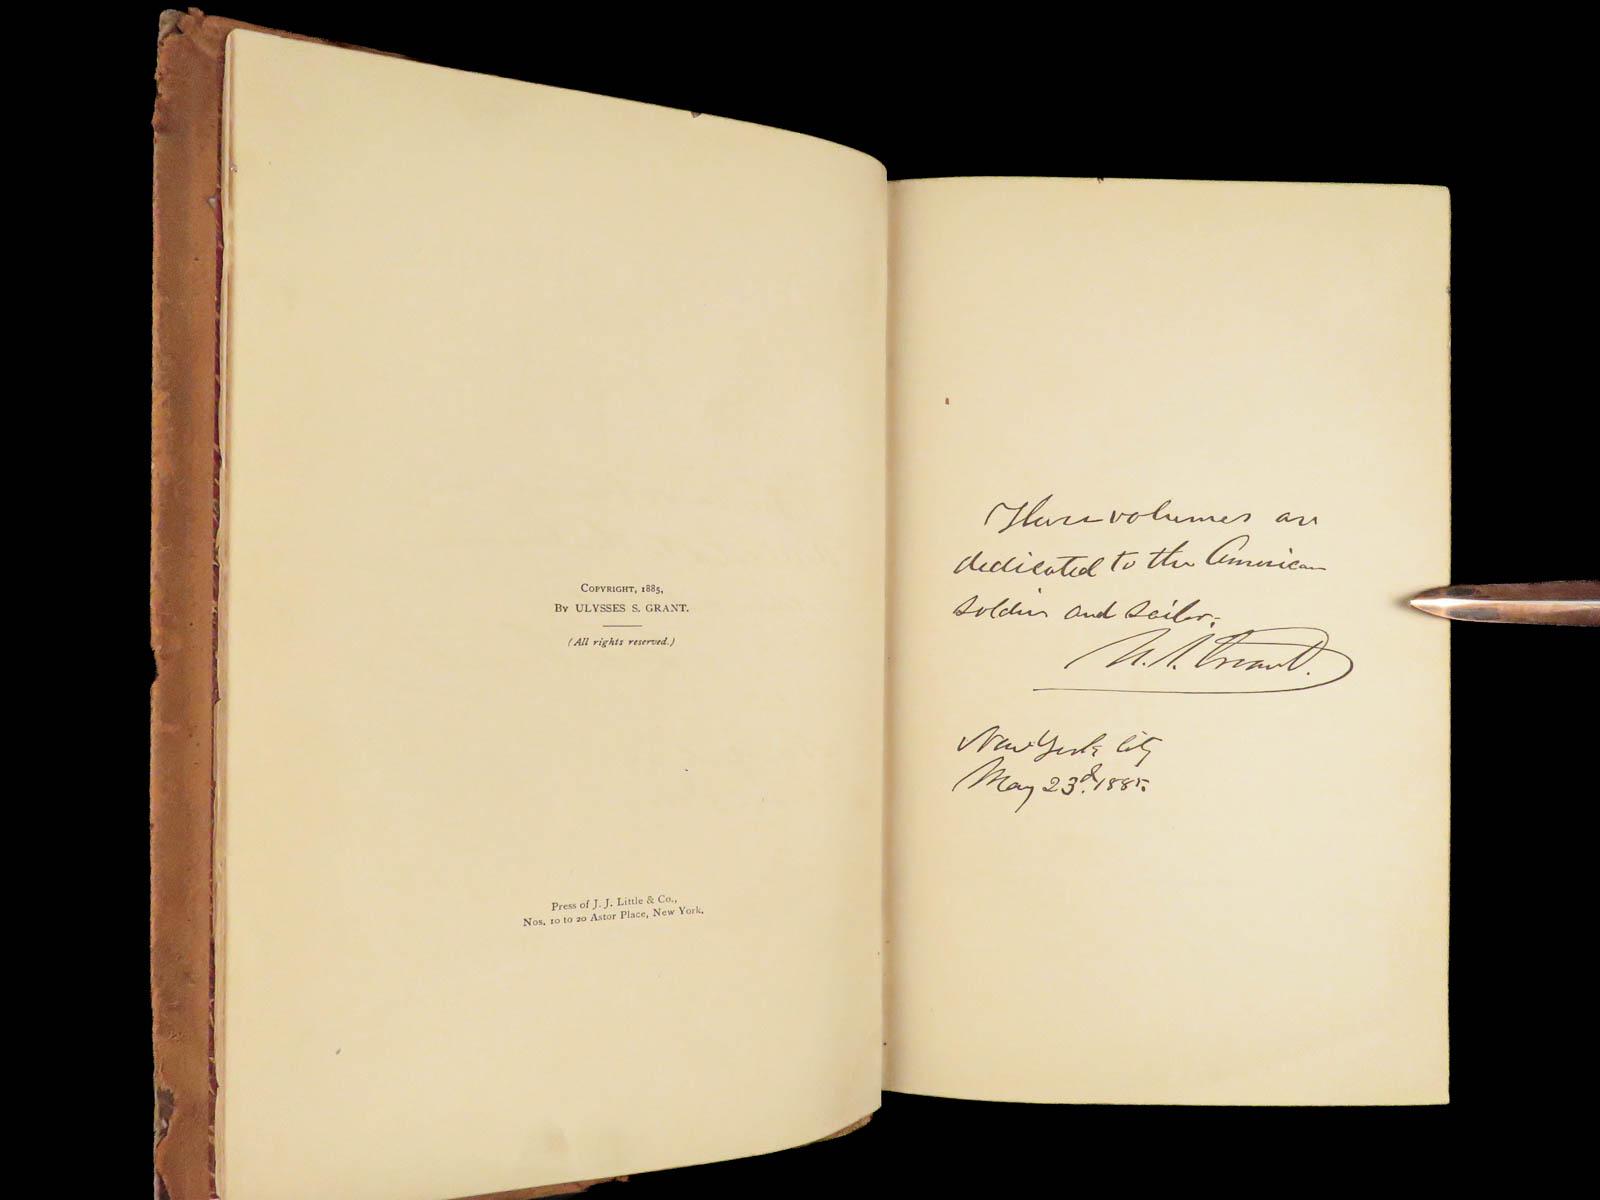 COPYRIGHT, 1885,
BY ULYSSES S. GRANT.
(All rights reserved.)
Press of J. J. Little & Co.,
Nos. 10 to 20 Astor Place, New York.
These volumes are
dedicated to the American
soldier and sailor.
U. S. Grant.
New York City
May 23d. 1885.